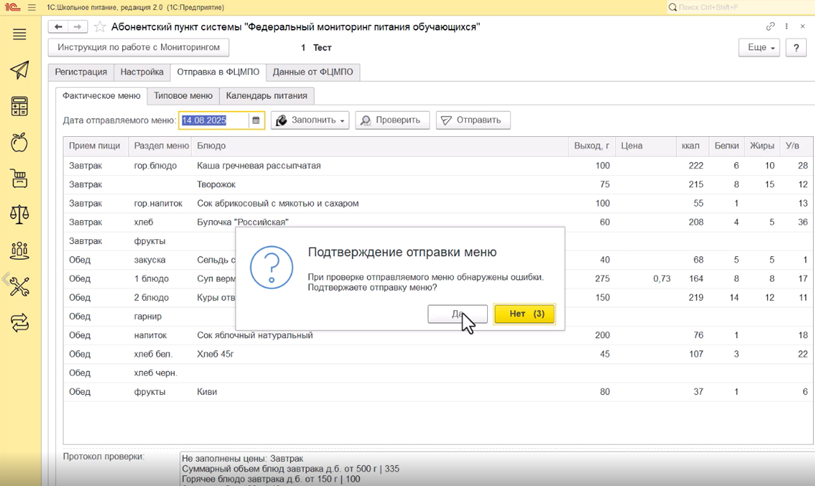 1С:Школьное питание, редакция 2.0 (1С:Предприятие)
Поиск Ctrl+Shift+F
Абонентский пункт системы "Федеральный мониторинг питания обучающихся"
Инструкция по работе с Мониторингом 1 Тест Еще ?
Регистрация Настройка Отправка в ФЦМПО Данные от ФЦМПО
Фактическое меню Типовое меню Календарь питания
Дата отправляемого меню: 14.08.2025 Заполнить Проверить Отправить
Прием пищи Раздел меню Блюдо Выход, г Цена ккал Белки Жиры У/в
Завтрак гор.блюдо Каша гречневая рассыпчатая 100 222 6 10 28
Завтрак Творожок 75 215 8 15 12
Завтрак гор.напиток Сок абрикосовый с мякотью и сахаром 100 55 1 13
Завтрак хлеб Булочка "Российская" 60 208 4 5 36
Завтрак фрукты
Обед закуска Сельдь с 40 68 5 5 1
Обед 1 блюдо Суп верм 275 0,73 164 8 8 17
Обед 2 блюдо Куры отв 150 219 14 12 11
Обед гарнир
Обед напиток Сок яблочный натуральный 200 76 1 18
Обед хлеб бел. Хлеб 45г 45 107 3 22
Обед хлеб черн.
Обед фрукты Киви 80 37 1 6
Подтверждение отправки меню
При проверке отправляемого меню обнаружены ошибки.
Подтверждаете отправку меню?
Да Нет (3)
Протокол проверки: Не заполнены цены: Завтрак
Суммарный объем блюд завтрака д.б. от 500 г | 335
Горячее блюдо завтрака д.б. от 150 г | 100